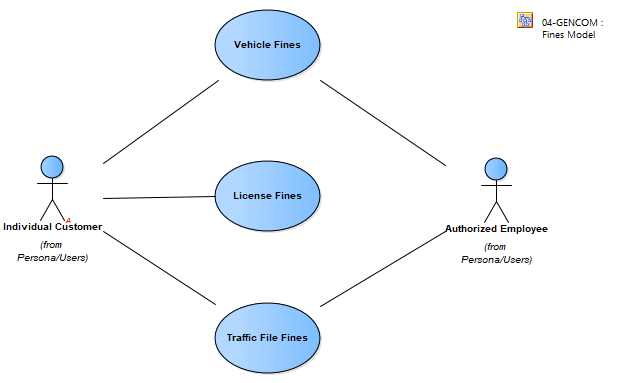 Vehicle Fines
04-GENCOM :
Fines Model
License Fines
A
Individual Customer
(from
Persona/Users)
Authorized Employee
(from
Persona/Users)
Traffic File Fines